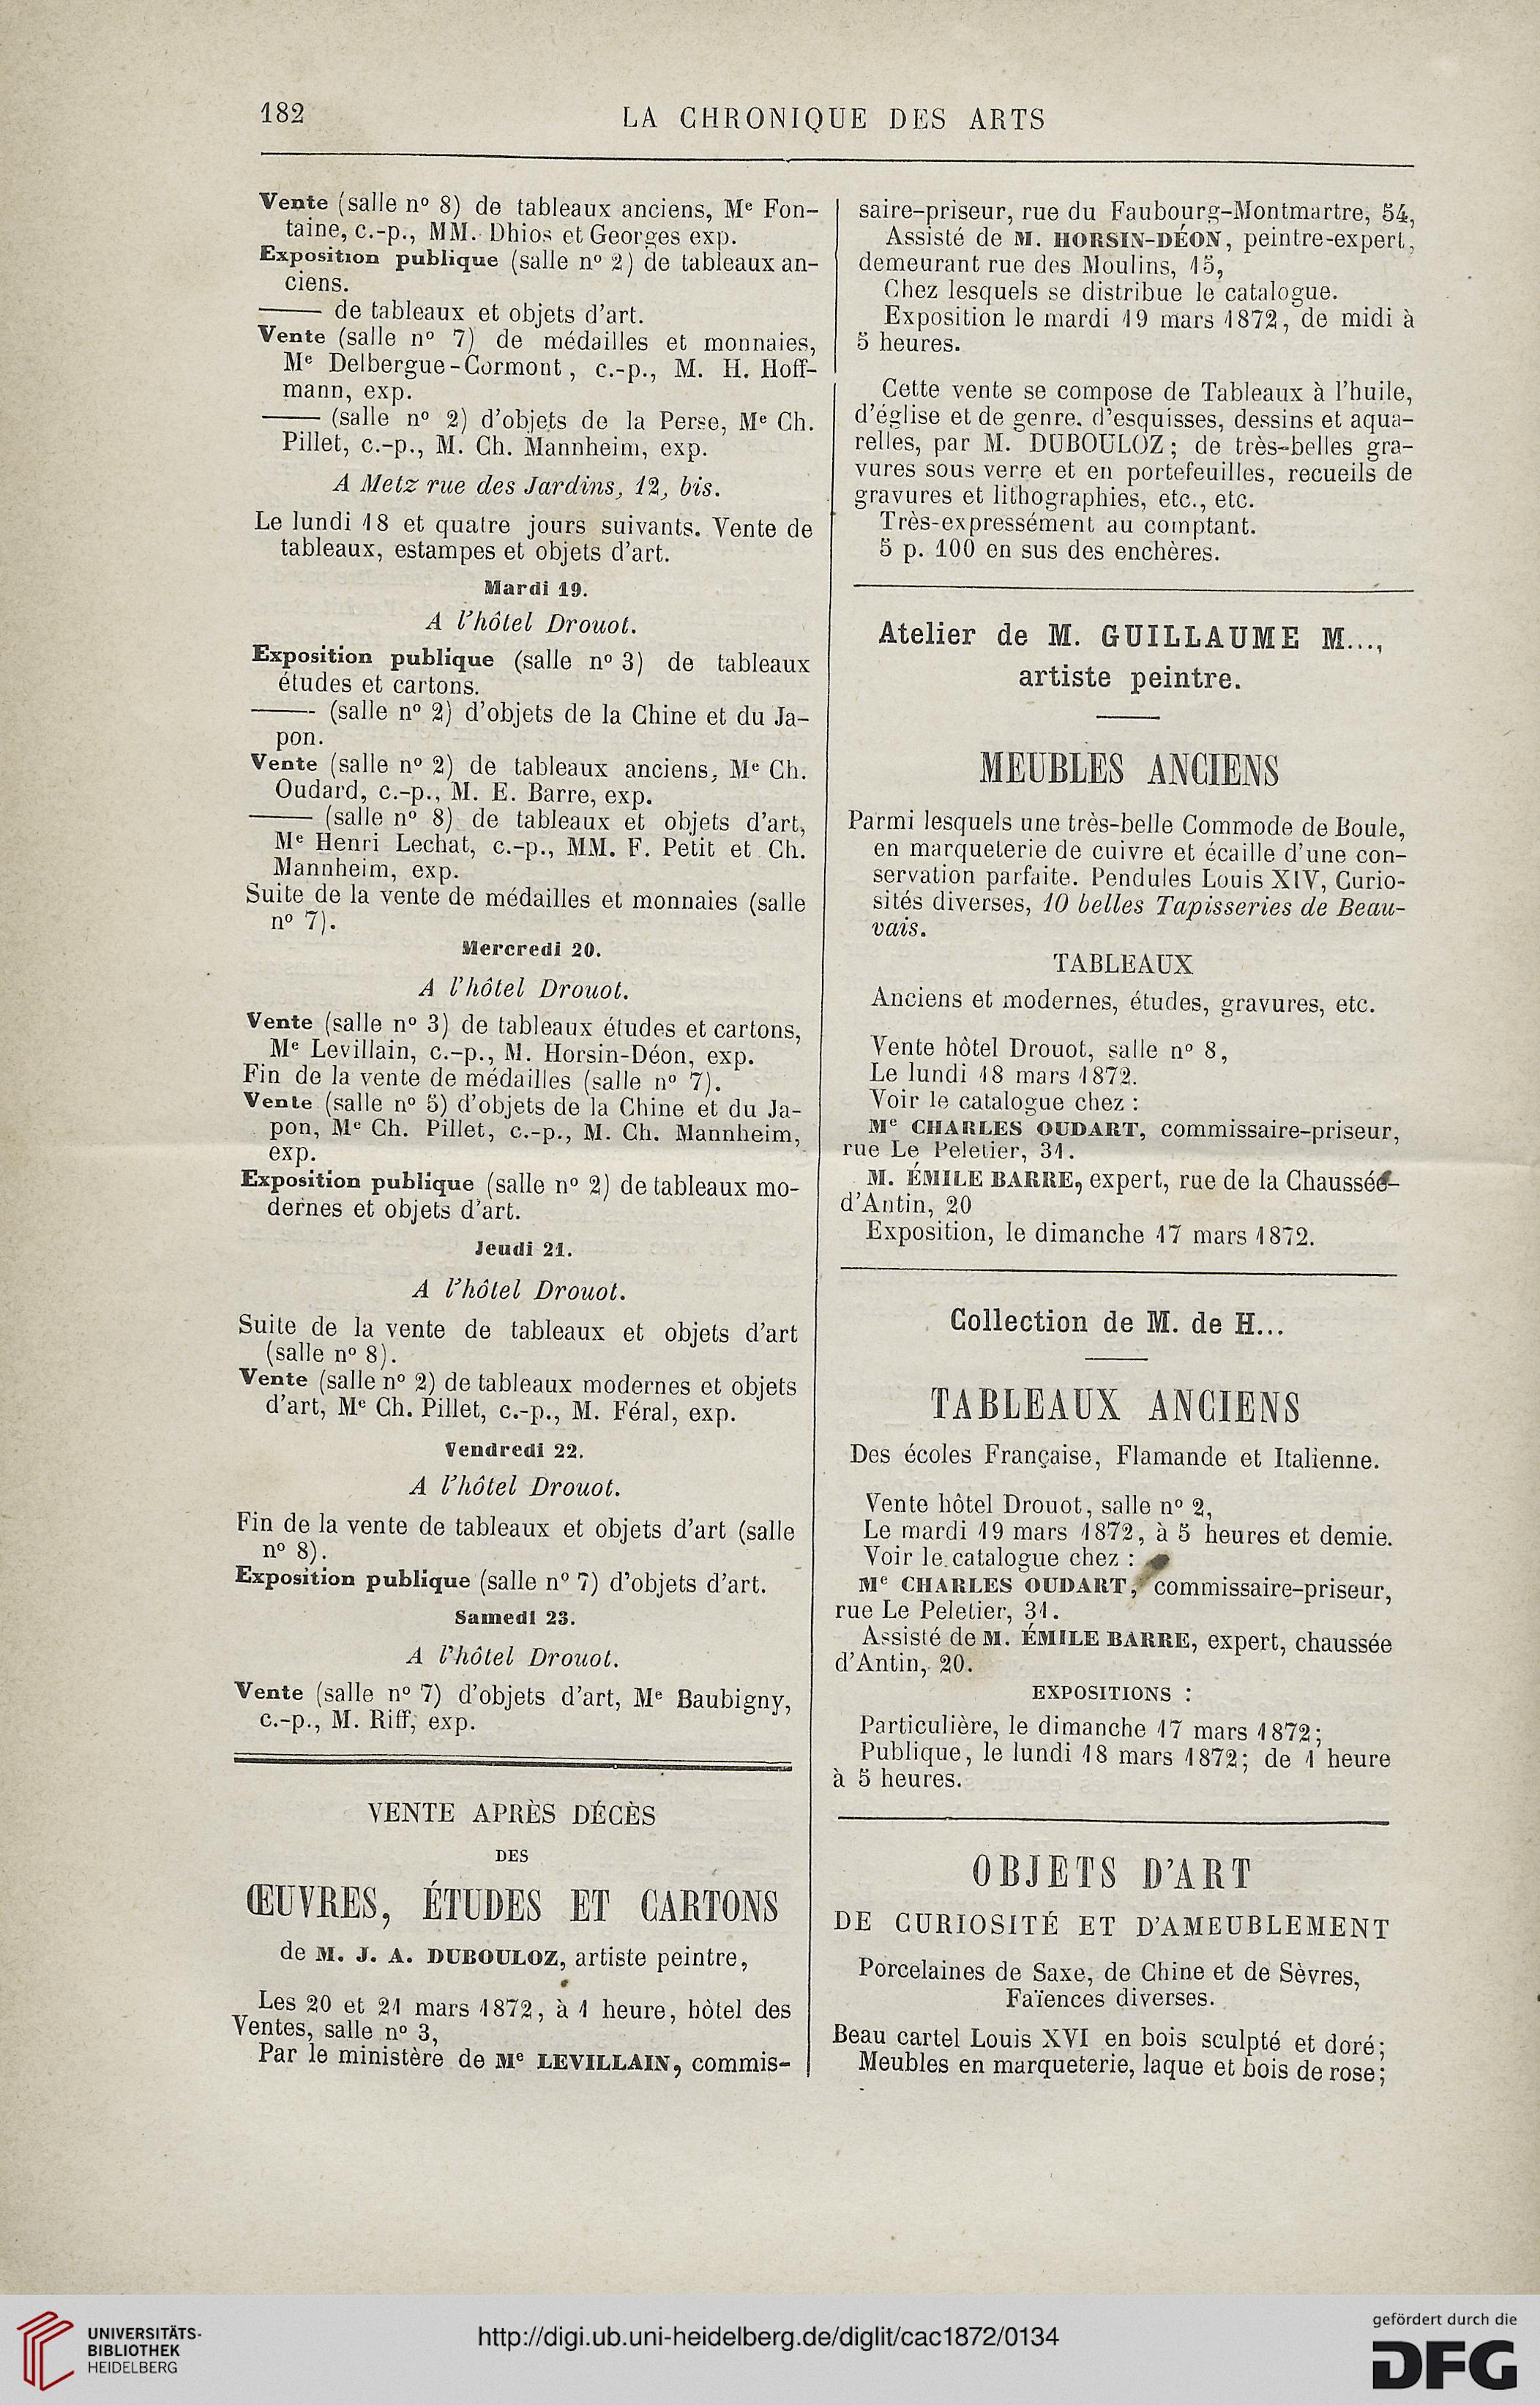 182
LA CHRONIQUE DES ARTS
Vente (salle nº 8) de tableaux anciens, Me Fon-
taine, c.-p., MM. Dhios et Georges exp.
Exposition publique (salle nº 2) de tableaux an-
ciens.
—— de tableaux et objets d'art.
Vente (salle nº 7) de médailles et monnaies,
Me Delbergue-Cormont, c.-p., M. H. Hoff-
mann, exp.
—— (salle nº 2) d'objets de la Perse, Me Ch.
Pillet, c.-p., M. Ch. Mannheim, exp.
A Metz rue des Jardins, 12, bis.
Le lundi 18 et quatre jours suivants. Vente de
tableaux, estampes et objets d'art.
Mardi 19.
A l'hôtel Drouot.
Exposition publique (salle nº 3) de tableaux
études et cartons.
—— (salle nº 2) d'objets de la Chine et du Ja-
pon.
Vente (salle nº 2) de tableaux anciens, Me Ch.
Oudard, c.-p., M. E. Barre, exp.
—— (salle nº 8) de tableaux et objets d'art,
Me Henri Lechat, c.-p., MM. F. Petit et Ch.
Mannheim, exp.
Suite de la vente de médailles et monnaies (salle
nº 7).
Mercredi 20.
A l'hôtel Drouot.
Vente (salle nº 3) de tableaux études et cartons,
Me Levillain, c.-p., M. Horsin-Déon, exp.
Fin de la vente de médailles (salle nº 7).
Vente (salle nº 5) d'objets de la Chine et du Ja-
pon, Me Ch. Pillet, c.-p., M. Ch. Mannheim,
exp.
Exposition publique (salle nº 2) de tableaux mo-
dernes et objets d'art.
Jeudi 21.
A l'hôtel Drouot.
Suite de la vente de tableaux et objets d'art
(salle nº 8).
Vente (salle nº 2) de tableaux modernes et objets
d'art, Me Ch. Pillet, c.-p., M. Féral, exp.
Vendredi 22.
A l'hôtel Drouot.
Fin de la vente de tableaux et objets d'art (salle
nº 8).
Exposition publique (salle nº 7) d'objets d'art.
Samedi 23.
A l'hôtel Drouot.
Vente (salle nº 7) d'objets d'art, Me Baubigny,
c.-p., M. Riff, exp.
VENTE APRÈS DÉCÈS
DES
ŒUVRES, ÉTUDES ET CARTONS
de M. J. A. DUBOULOZ, artiste peintre,
Les 20 et 21 mars 1872, à 1 heure, hôtel des
Ventes, salle nº 3,
Par le ministère de Me LEVILLAIN, commis-
saire-priseur, rue du Faubourg-Montmartre, 54,
Assisté de M. HORSIN-DÉON, peintre-expert,
demeurant rue des Moulins, 15,
Chez lesquels se distribue le catalogue.
Exposition le mardi 19 mars 1872, de midi à
5 heures.
Cette vente se compose de Tableaux à l'huile,
d'église et de genre, d'esquisses, dessins et aqua-
relles, par M. DUBOULOZ; de très-belles gra-
vures sous verre et en portefeuilles, recueils de
gravures et lithographies, etc., etc.
Très-expressément au comptant.
5 p. 100 en sus des enchères.
Atelier de M. GUILLAUME M...,
artiste peintre.
MEUBLES ANCIENS
Parmi lesquels une très-belle Commode de Boule,
en marqueterie de cuivre et écaille d'une con-
servation parfaite. Pendules Louis XIV, Curio-
sités diverses, 10 belles Tapisseries de Beau-
vais.
TABLEAUX
Anciens et modernes, études, gravures, etc.
Vente hôtel Drouot, salle nº 8,
Le lundi 18 mars 1872.
Voir le catalogue chez :
Me CHARLES OUDART, commissaire-priseur,
rue Le Peletier, 31.
M. ÉMILE BARRE, expert, rue de la Chaussée-
d'Antin, 20
Exposition, le dimanche 17 mars 1872.
Collection de M. de H...
TABLEAUX ANCIENS
Des écoles Française, Flamande et Italienne.
Vente hôtel Drouot, salle nº 2,
Le mardi 19 mars 1872, à 5 heures et demie.
Voir le catalogue chez :
Me CHARLES OUDART, commissaire-priseur,
rue Le Peletier, 31.
Assisté de M. ÉMILE BARRE, expert, chaussée
d'Antin, 20.
EXPOSITIONS :
Particulière, le dimanche 17 mars 1872;
Publique, le lundi 18 mars 1872; de 1 heure
à 5 heures.
OBJETS D'ART
DE CURIOSITÉ ET D'AMEUBLEMENT
Porcelaines de Saxe, de Chine et de Sèvres,
Faïences diverses.
Beau cartel Louis XVI en bois sculpté et doré;
Meubles en marqueterie, laque et bois de rose;
UNIVERSITÄTS-
BIBLIOTHEK
HEIDELBERG
http://digi.ub.uni-heidelberg.de/diglit/cac1872/0134
gefördert durch die
DFG